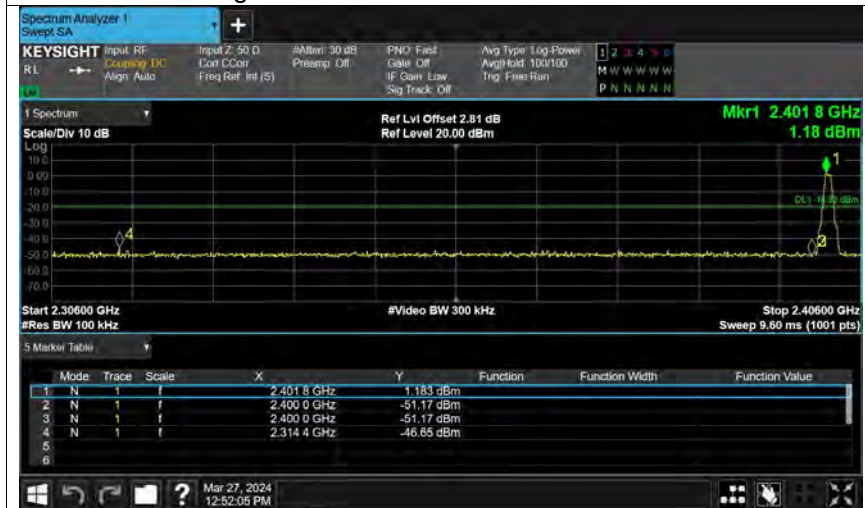 Spectrum Analyzer 1
Swept SA
+
KEYSIGHT Input: RF Input Z: 50 Ω #Atten: 30 dB PNO: Fast Avg Type: Log-Power 1 2 3 4 5 6
RL Coupling: DC Corr CCorr Preamp: Off Gate: Off Avg|Hold: 100/100 M W W W W W
Align: Auto Freq Ref: Int (S) IF Gain: Low Trig: Free Run P N N N N N
Sig Track: Off
1 Spectrum Ref Lvl Offset 2.81 dB Mkr1 2.401 8 GHz
Scale/Div 10 dB Ref Level 20.00 dBm 1.18 dBm
Log
10.0
0.00
-10.0
-20.0
-30.0
-40.0
-50.0
-60.0
-70.0
1
4
Start 2.30600 GHz #Video BW 300 kHz Stop 2.40600 GHz
#Res BW 100 kHz Sweep 9.60 ms (1001 pts)
5 Marker Table
Mode Trace Scale X Y Function Function Width Function Value
1 N 1 f 2.401 8 GHz 1.183 dBm
2 N 1 f 2.400 0 GHz -51.17 dBm
3 N 1 f 2.400 0 GHz -51.17 dBm
4 N 1 f 2.314 4 GHz -46.65 dBm
5
6
? Mar 27, 2024
12:52:05 PM